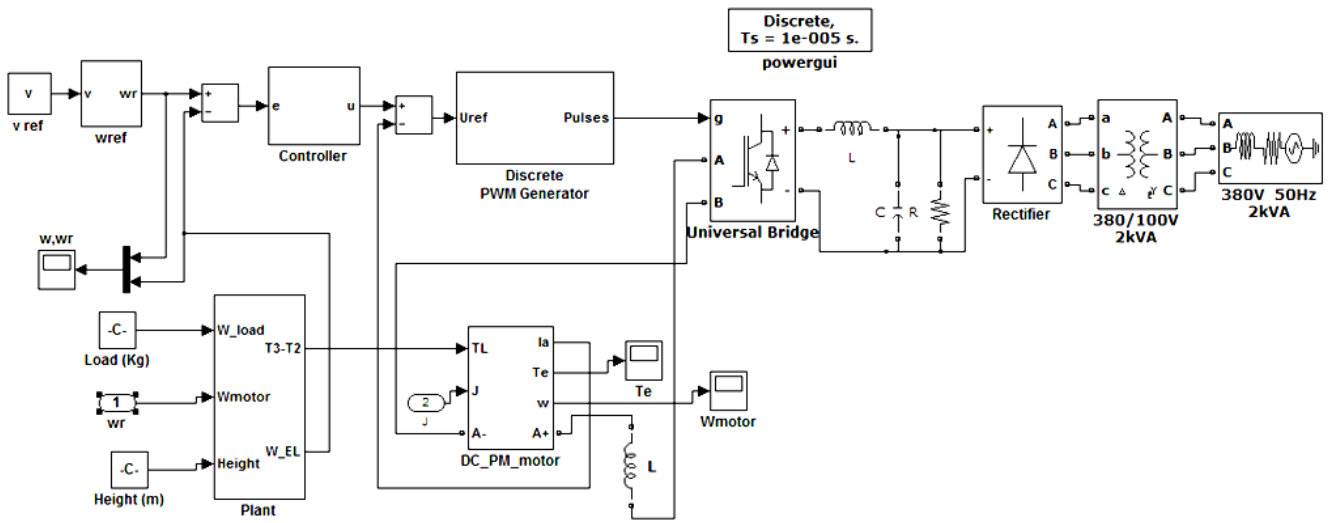 Discrete,
Ts = 1e-005 s.
powergui
v
v ref
v wr
wref
+
−
e u
Controller
+
−
Uref Pulses
Discrete
PWM Generator
g
A
B
+
-
Universal Bridge
L
C R
+
-
A
B
C
Rectifier
a A
b B
c C
Δ Y
380/100V
2kVA
A
B
C
380V 50Hz
2kVA
w,wr
-C-
Load (Kg)
1
wr
-C-
Height (m)
W_load
T3-T2
Wmotor
W_EL
Height
Plant
2
J
TL Ia
Te
J
w
A- A+
DC_PM_motor
Te
Wmotor
L